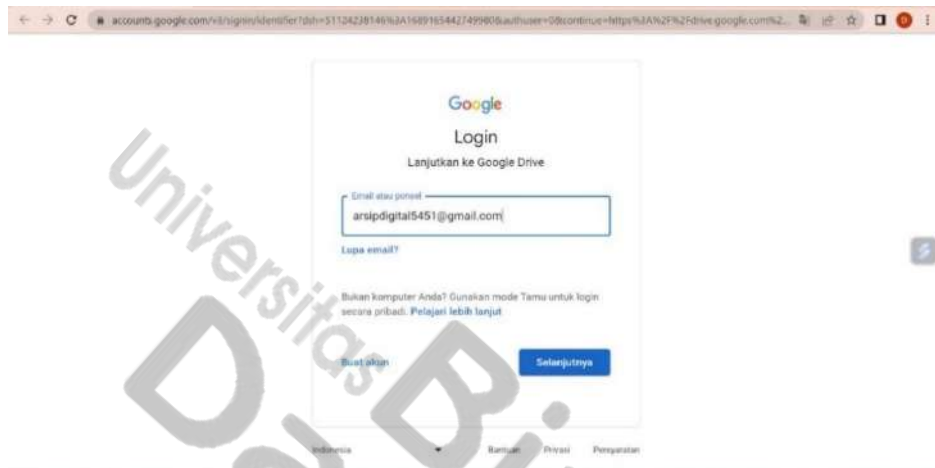 Google
Login
Lanjutkan ke Google Drive
Email atau ponsel
arsipdigital5451@gmail.com
Lupa email?
Bukan komputer Anda? Gunakan mode Tamu untuk login
secara pribadi. Pelajari lebih lanjut
Buat akun
Selanjutnya
Indonesia
Bantuan Privasi Persyaratan
Universitas